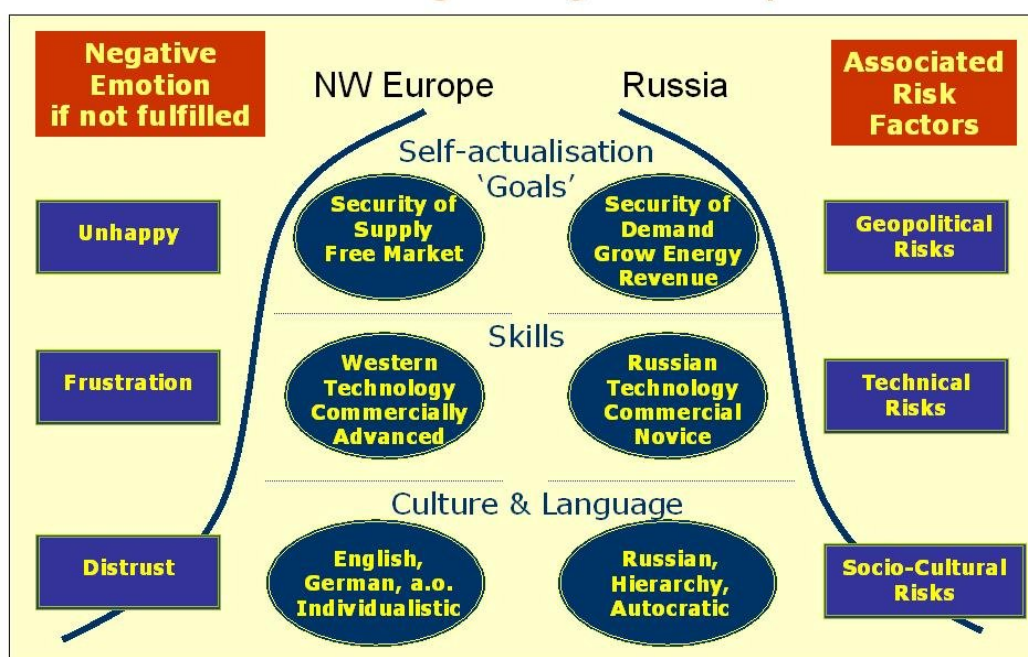 Negative
Emotion
if not fulfilled
NW Europe
Russia
Associated
Risk
Factors
Self-actualisation
‘Goals’
Unhappy
Security of
Supply
Free Market
Security of
Demand
Grow Energy
Revenue
Geopolitical
Risks
Skills
Frustration
Western
Technology
Commercially
Advanced
Russian
Technology
Commercial
Novice
Technical
Risks
Culture & Language
Distrust
English,
German, a.o.
Individualistic
Russian,
Hierarchy,
Autocratic
Socio-Cultural
Risks